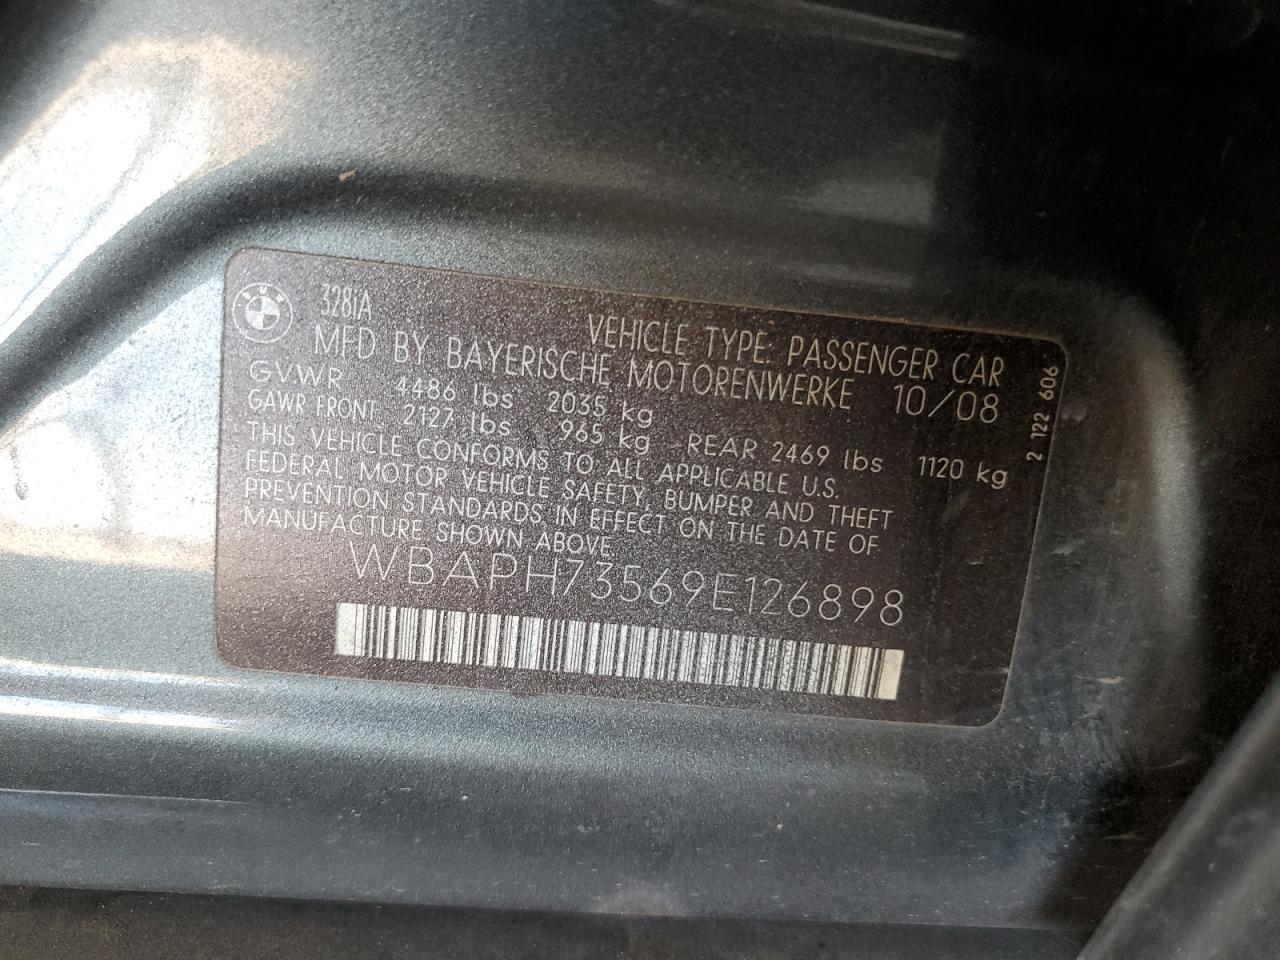 BMW
328iA
VEHICLE TYPE: PASSENGER CAR
MFD BY BAYERISCHE MOTORENWERKE 10/08
GVWR 4486 lbs 2035 kg
GAWR FRONT: 2127 lbs 965 kg REAR 2469 lbs 1120 kg
THIS VEHICLE CONFORMS TO ALL APPLICABLE U.S.
FEDERAL MOTOR VEHICLE SAFETY, BUMPER AND THEFT
PREVENTION STANDARDS IN EFFECT ON THE DATE OF
MANUFACTURE SHOWN ABOVE
WBAPH73569E126898
2 122 606